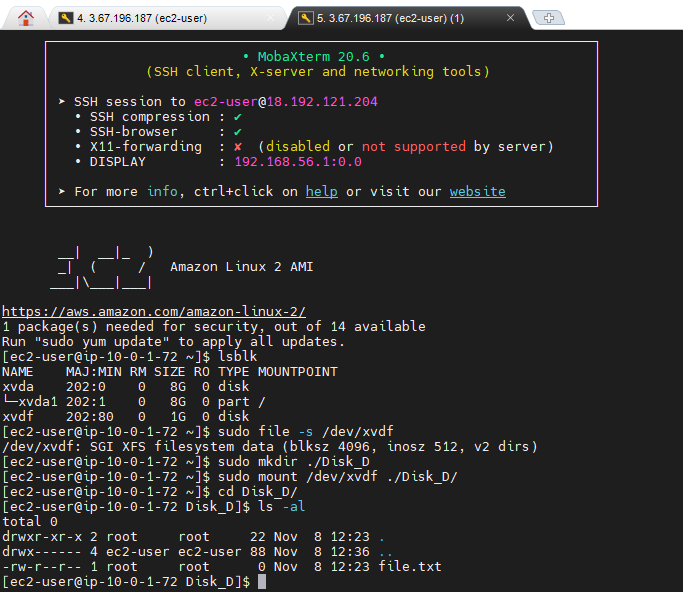 4. 3.67.196.187 (ec2-user)
5. 3.67.196.187 (ec2-user) (1)
• MobaXterm 20.6 •
(SSH client, X-server and networking tools)
➤ SSH session to ec2-user@18.192.121.204
• SSH compression : ✔
• SSH-browser     : ✔
• X11-forwarding  : ✘  (disabled or not supported by server)
• DISPLAY         : 192.168.56.1:0.0
➤ For more info, ctrl+click on help or visit our website
       __|  __|_  )
       _|  (     /   Amazon Linux 2 AMI
      ___|\___|___|
https://aws.amazon.com/amazon-linux-2/
1 package(s) needed for security, out of 14 available
Run "sudo yum update" to apply all updates.
[ec2-user@ip-10-0-1-72 ~]$ lsblk
NAME    MAJ:MIN RM SIZE RO TYPE MOUNTPOINT
xvda    202:0    0   8G  0 disk
└─xvda1 202:1    0   8G  0 part /
xvdf    202:80   0   1G  0 disk
[ec2-user@ip-10-0-1-72 ~]$ sudo file -s /dev/xvdf
/dev/xvdf: SGI XFS filesystem data (blksz 4096, inosz 512, v2 dirs)
[ec2-user@ip-10-0-1-72 ~]$ sudo mkdir ./Disk_D
[ec2-user@ip-10-0-1-72 ~]$ sudo mount /dev/xvdf ./Disk_D/
[ec2-user@ip-10-0-1-72 ~]$ cd Disk_D/
[ec2-user@ip-10-0-1-72 Disk_D]$ ls -al
total 0
drwxr-xr-x 2 root     root     22 Nov  8 12:23 .
drwx------ 4 ec2-user ec2-user 88 Nov  8 12:36 ..
-rw-r--r-- 1 root     root      0 Nov  8 12:23 file.txt
[ec2-user@ip-10-0-1-72 Disk_D]$